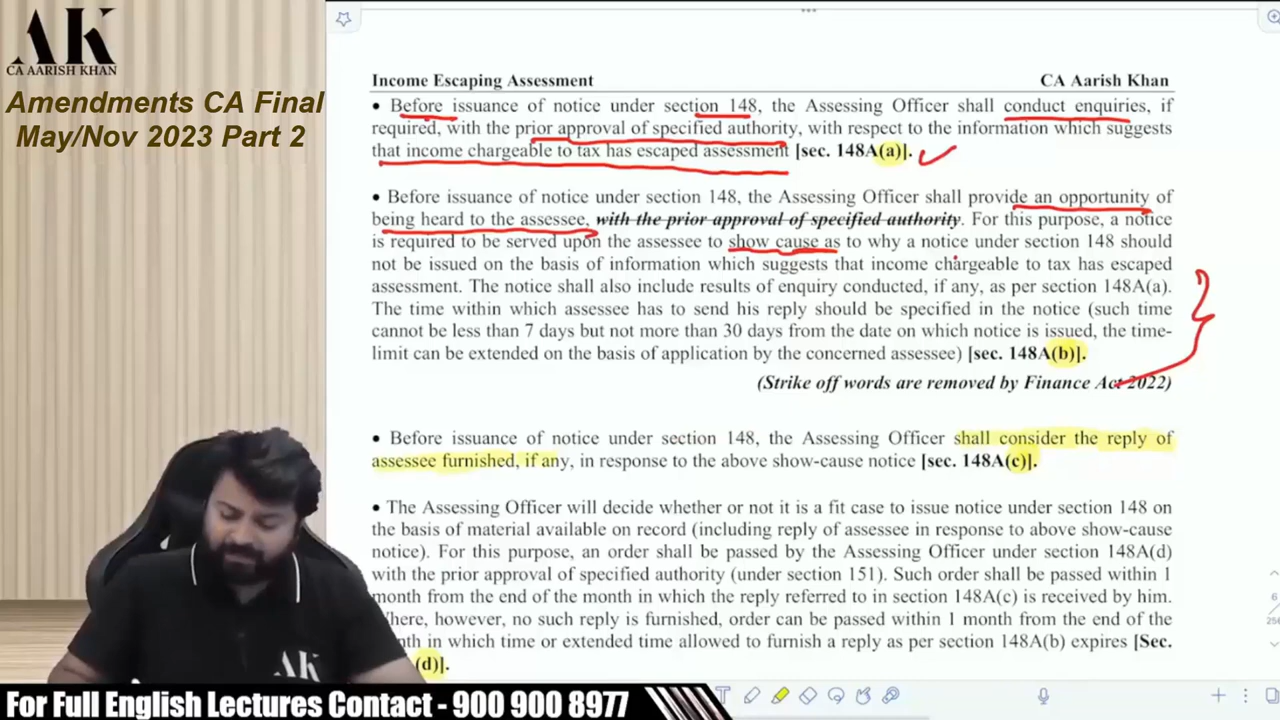 AK
CA AARISH KHAN
Amendments CA Final
May/Nov 2023 Part 2
Income Escaping Assessment CA Aarish Khan
• Before issuance of notice under section 148, the Assessing Officer shall conduct enquiries, if
required, with the prior approval of specified authority, with respect to the information which suggests
that income chargeable to tax has escaped assessment [sec. 148A(a)].
• Before issuance of notice under section 148, the Assessing Officer shall provide an opportunity of
being heard to the assessee, with the prior approval of specified authority. For this purpose, a notice
is required to be served upon the assessee to show cause as to why a notice under section 148 should
not be issued on the basis of information which suggests that income chargeable to tax has escaped
assessment. The notice shall also include results of enquiry conducted, if any, as per section 148A(a).
The time within which assessee has to send his reply should be specified in the notice (such time
cannot be less than 7 days but not more than 30 days from the date on which notice is issued, the time-
limit can be extended on the basis of application by the concerned assessee) [sec. 148A(b)].
(Strike off words are removed by Finance Act 2022)
• Before issuance of notice under section 148, the Assessing Officer shall consider the reply of
assessee furnished, if any, in response to the above show-cause notice [sec. 148A(c)].
• The Assessing Officer will decide whether or not it is a fit case to issue notice under section 148 on
the basis of material available on record (including reply of assessee in response to above show-cause
notice). For this purpose, an order shall be passed by the Assessing Officer under section 148A(d)
with the prior approval of specified authority (under section 151). Such order shall be passed within 1
month from the end of the month in which the reply referred to in section 148A(c) is received by him.
here, however, no such reply is furnished, order can be passed within 1 month from the end of the
nth in which time or extended time allowed to furnish a reply as per section 148A(b) expires [Sec.
(d)].
AK
6
For Full English Lectures Contact - 900 900 8977